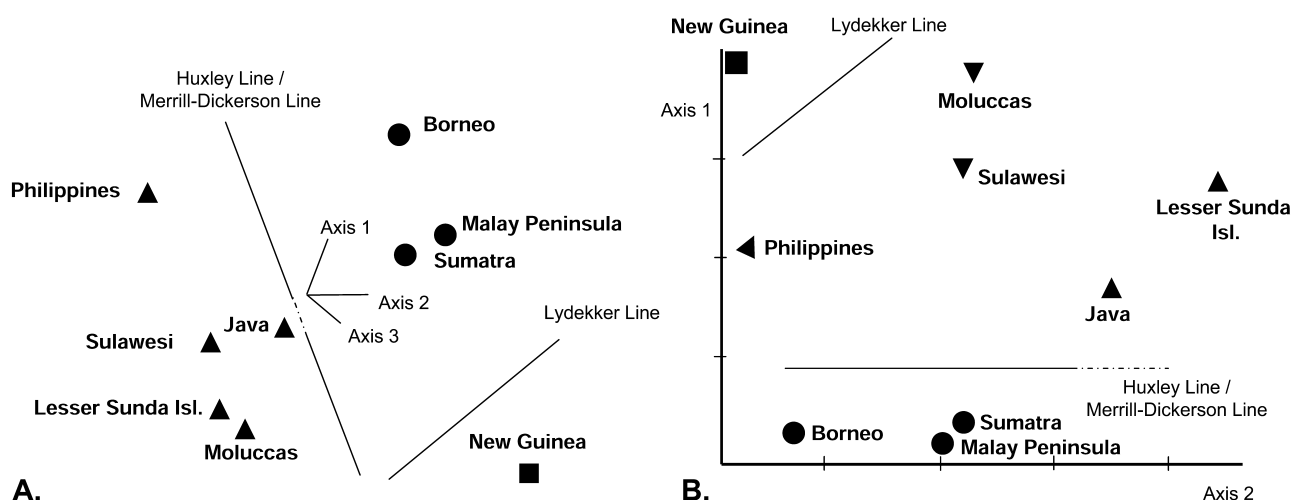 Huxley Line /
Merrill-Dickerson Line
Borneo
Philippines
Axis 1
Malay Peninsula
Sumatra
Axis 2
Axis 3
Lydekker Line
Java
Sulawesi
Lesser Sunda Isl.
Moluccas
New Guinea
A.
New Guinea
Lydekker Line
Axis 1
Moluccas
Sulawesi
Lesser Sunda
Isl.
Philippines
Java
Huxley Line /
Merrill-Dickerson Line
Borneo
Sumatra
Malay Peninsula
B.
Axis 2